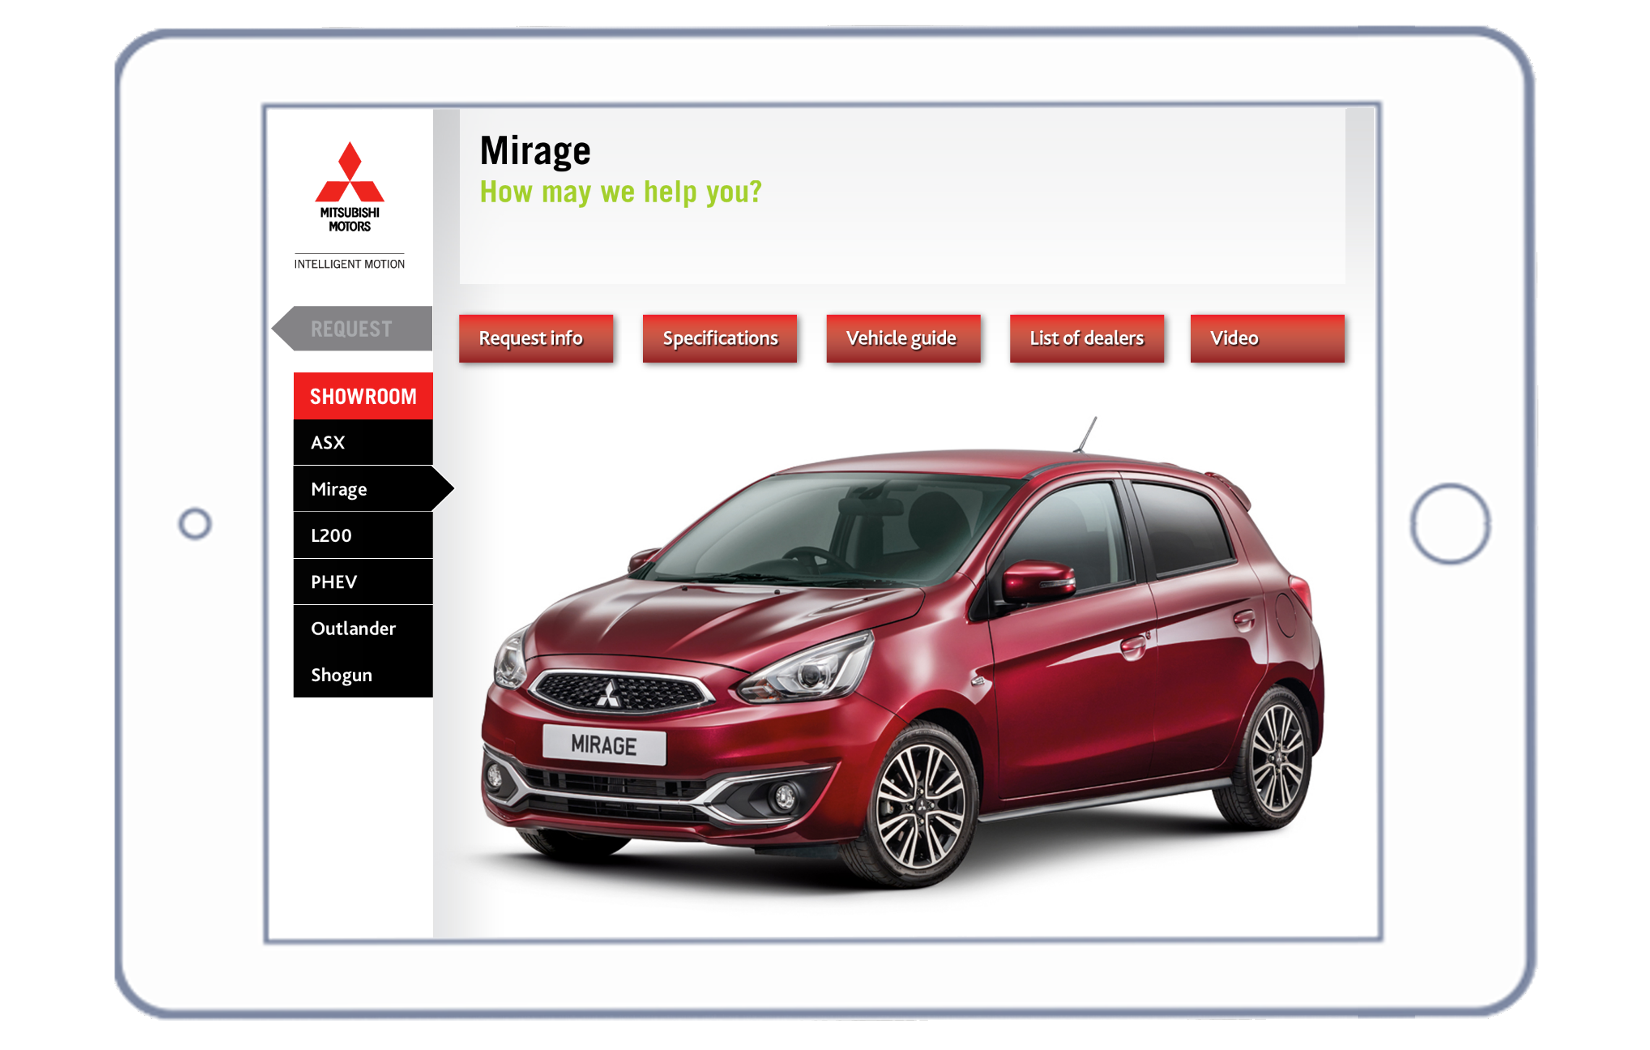 MITSUBISHI
MOTORS
INTELLIGENT MOTION
REQUEST
SHOWROOM
ASX
Mirage
L200
PHEV
Outlander
Shogun
Mirage
How may we help you?
Request info
Specifications
Vehicle guide
List of dealers
Video
MIRAGE